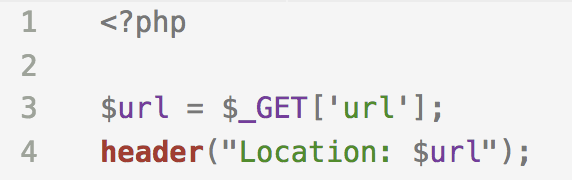 1 <?php
2
3 $url = $_GET['url'];
4 header("Location: $url");